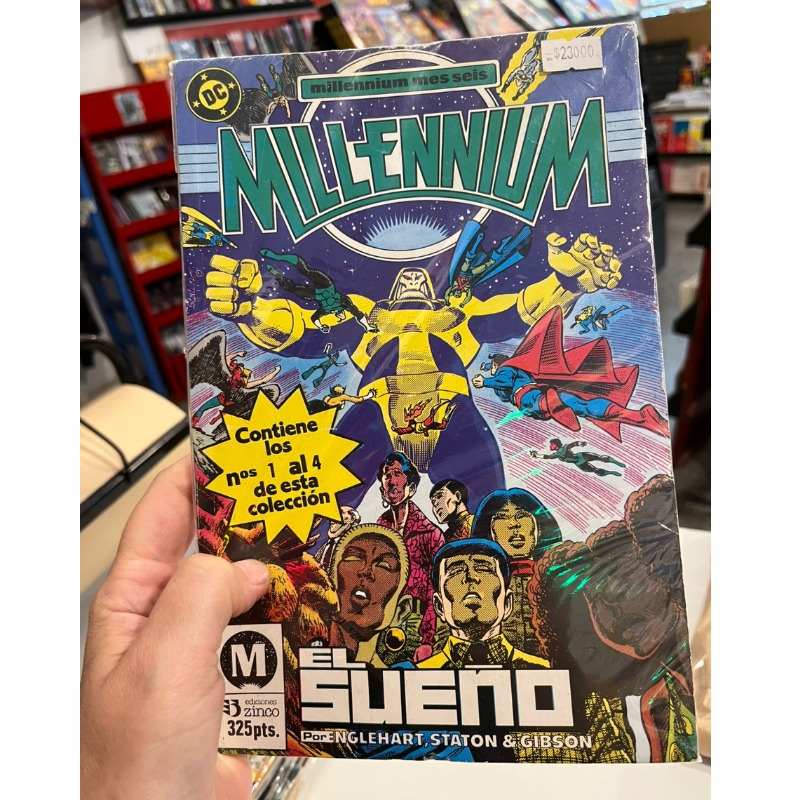 $23000
DC
millennium mes seis
MILLENNIUM
Contiene
los
nos 1 al 4
de esta
colección
M
ediciones
zinco
325pts.
EL
SUEÑO
Por: ENGLEHART, STATON & GIBSON